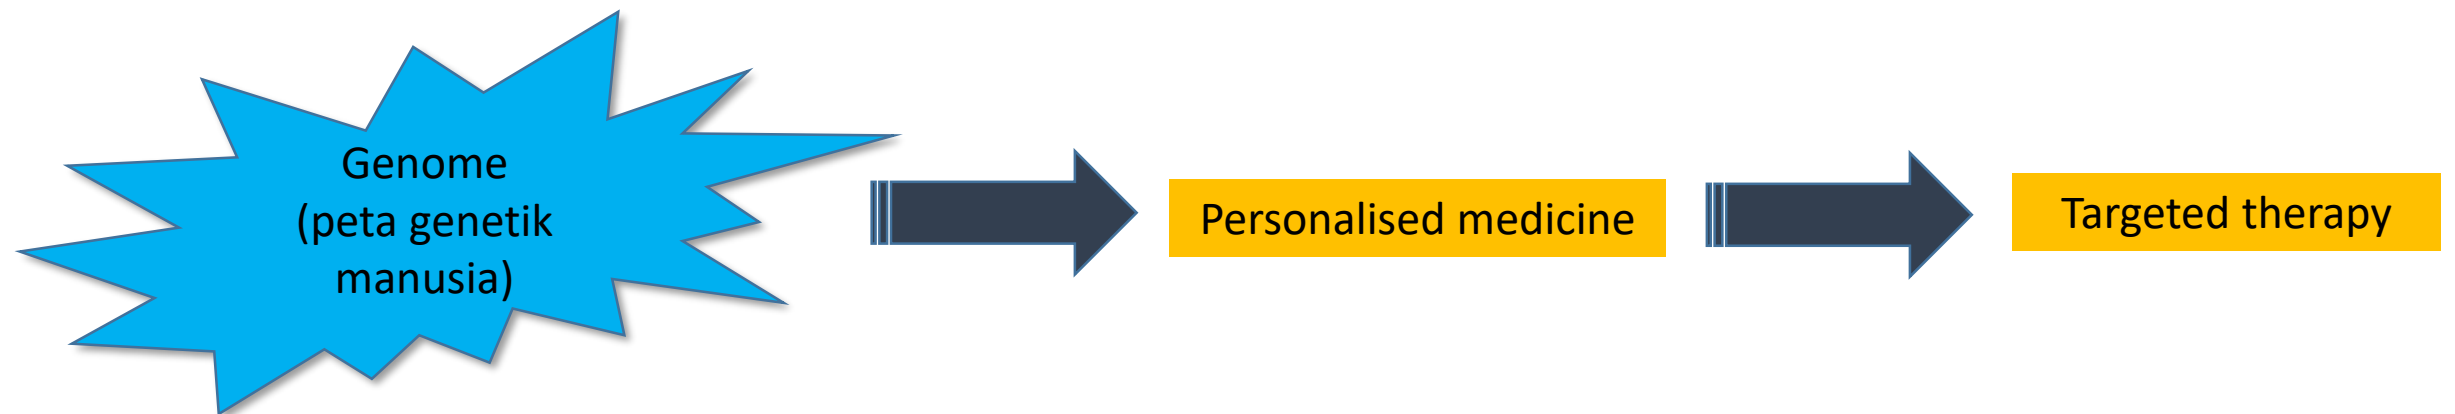 Genome
(peta genetik
manusia)
Personalised medicine
Targeted therapy